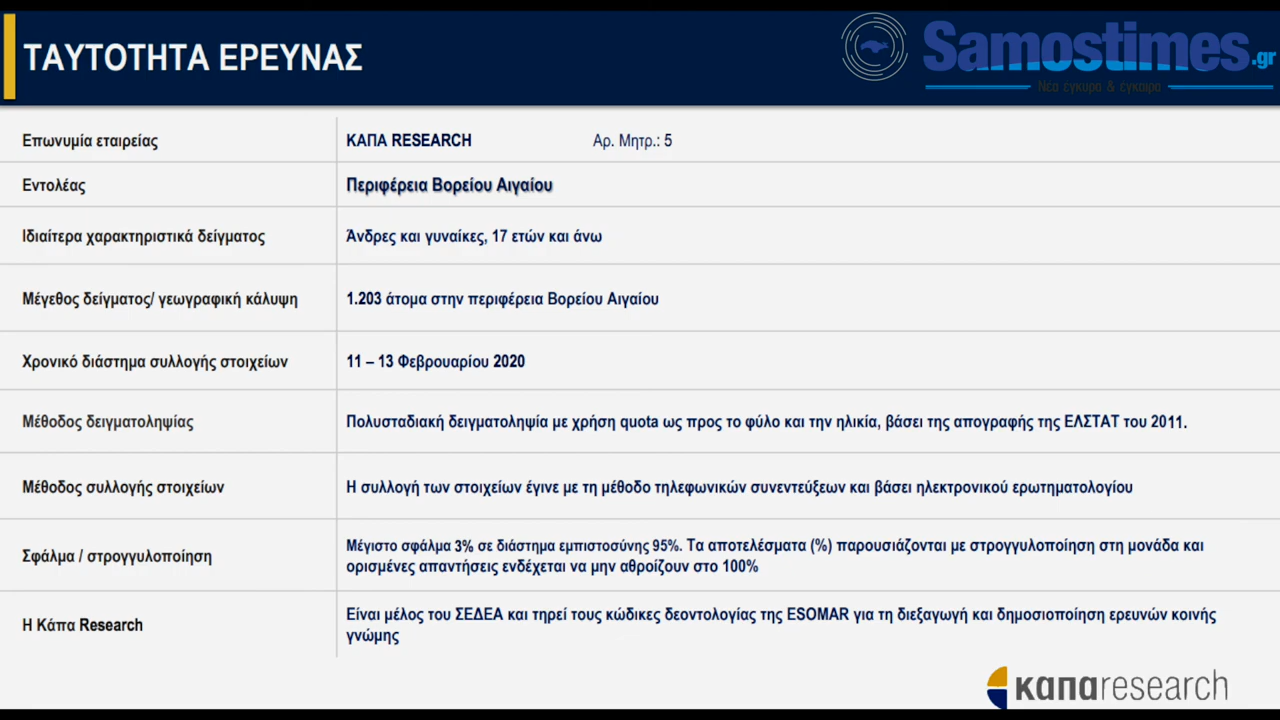 ΤΑΥΤΟΤΗΤΑ ΕΡΕΥΝΑΣ
Samostimes.gr
Νέα έγκυρα & έγκαιρα
Επωνυμία εταιρείας
ΚΑΠΑ RESEARCH Αρ. Μητρ.: 5
Εντολέας
Περιφέρεια Βορείου Αιγαίου
Ιδιαίτερα χαρακτηριστικά δείγματος
Άνδρες και γυναίκες, 17 ετών και άνω
Μέγεθος δείγματος/ γεωγραφική κάλυψη
1.203 άτομα στην περιφέρεια Βορείου Αιγαίου
Χρονικό διάστημα συλλογής στοιχείων
11 – 13 Φεβρουαρίου 2020
Μέθοδος δειγματοληψίας
Πολυσταδιακή δειγματοληψία με χρήση quota ως προς το φύλο και την ηλικία, βάσει της απογραφής της ΕΛΣΤΑΤ του 2011.
Μέθοδος συλλογής στοιχείων
Η συλλογή των στοιχείων έγινε με τη μέθοδο τηλεφωνικών συνεντεύξεων και βάσει ηλεκτρονικού ερωτηματολογίου
Σφάλμα / στρογγυλοποίηση
Μέγιστο σφάλμα 3% σε διάστημα εμπιστοσύνης 95%. Τα αποτελέσματα (%) παρουσιάζονται με στρογγυλοποίηση στη μονάδα και
ορισμένες απαντήσεις ενδέχεται να μην αθροίζουν στο 100%
Η Κάπα Research
Είναι μέλος του ΣΕΔΕΑ και τηρεί τους κώδικες δεοντολογίας της ESOMAR για τη διεξαγωγή και δημοσιοποίηση ερευνών κοινής
γνώμης
καπαresearch